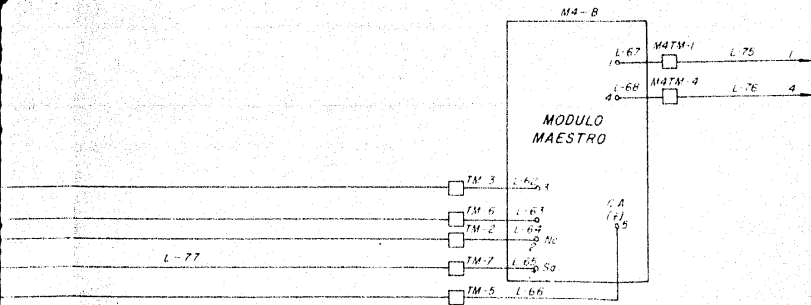 M4-B
L-67 M4TM-1 L-75 1
1
L-68 M4TM-4 L-76 4
4
MODULO
MAESTRO
TM-3 L-62 3
TM-6 L-63
TM-2 L-64 Nc
2
CA
(+)
5
L-77
TM-7 L 65 Sa
TM-5 L-66